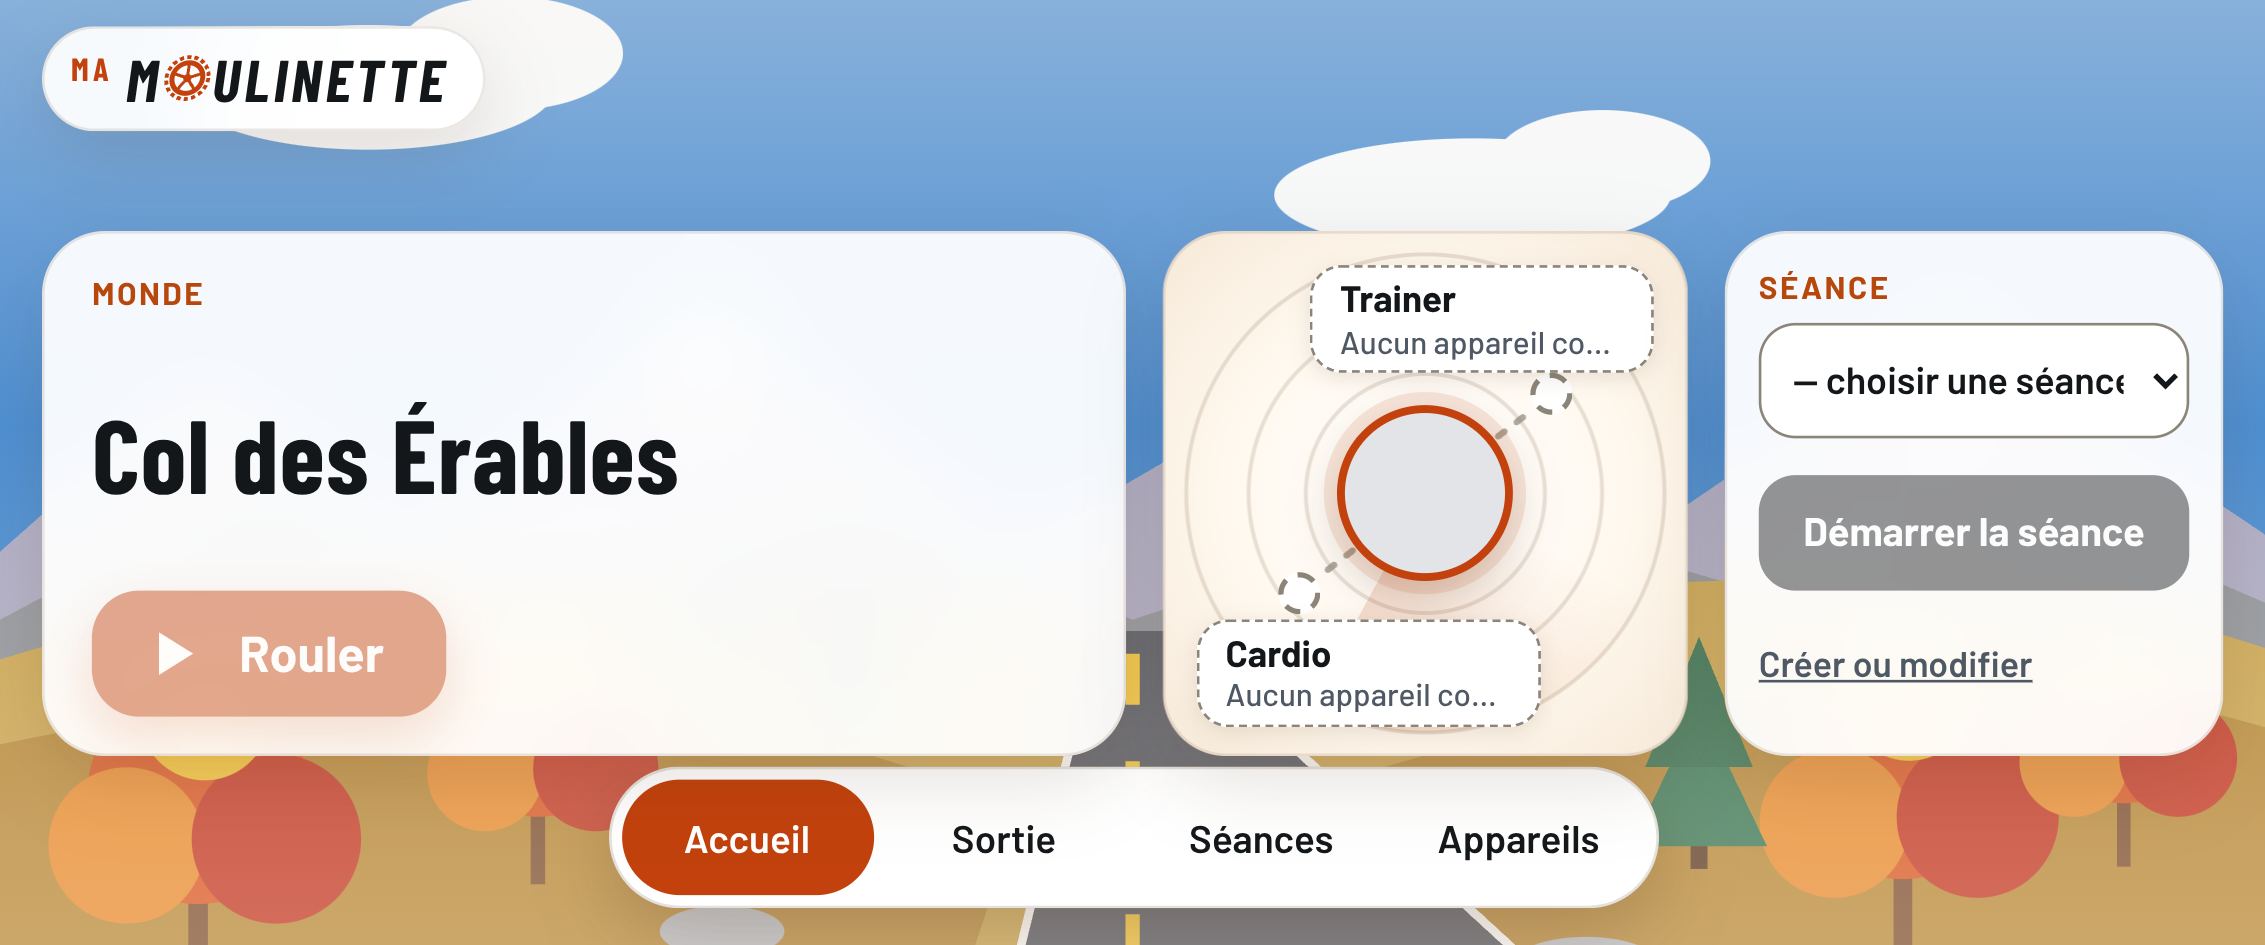 MA MOULINETTE
MONDE
Col des Érables
Rouler
Trainer
Aucun appareil co...
Cardio
Aucun appareil co...
SÉANCE
— choisir une séance
Démarrer la séance
Créer ou modifier
Accueil
Sortie
Séances
Appareils